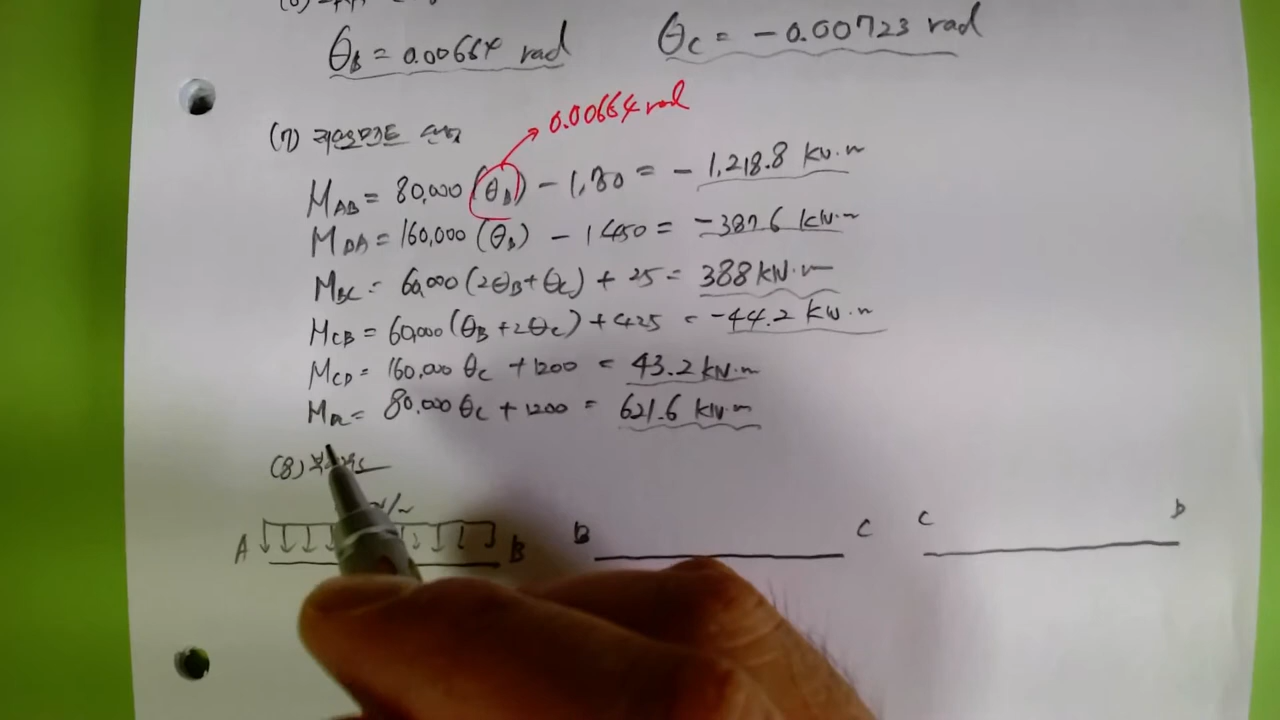 (6)
θB = 0.00664 rad θC = -0.00723 rad
0.00664 rad
(7) 재단모멘트 산정
MAB = 80,000 (θB) - 1,750 = - 1,218.8 kN.m
MBA = 160,000 (θB) - 1450 = -387.6 kN.m
MBC = 60,000 (2θB+θC) + 25 = 388 kN.m
MCB = 60,000 (θB +2θC) + 425 = -44.2 kN.m
MCD = 160,000 θC +1200 = 43.2 kN.m
MDC = 80,000 θC + 1200 = 621.6 kN.m
(8)
A B B C C D